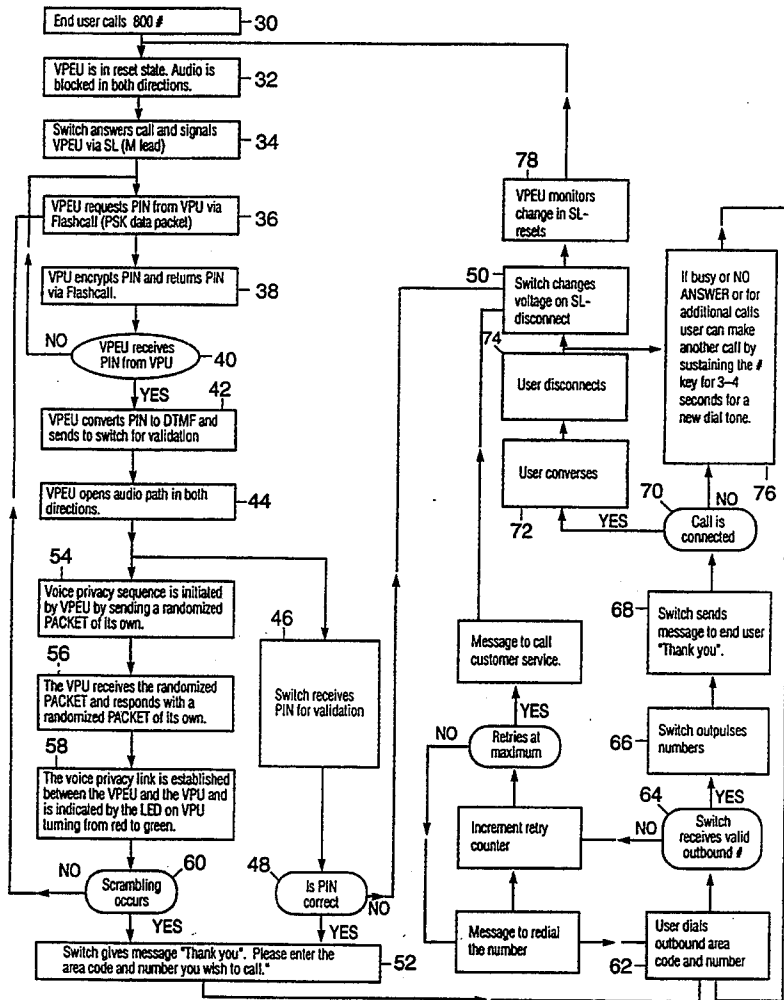 End user calls 800 #
30
VPEU is in reset state. Audio is
blocked in both directions.
32
Switch answers call and signals
VPEU via SL (M lead)
34
VPEU requests PIN from VPU via
Flashcall (PSK data packet)
36
VPU encrypts PIN and returns PIN
via Flashcall.
38
NO
VPEU receives
PIN from VPU
40
YES
42
VPEU converts PIN to DTMF and
sends to switch for validation
VPEU opens audio path in both
directions.
44
54
Voice privacy sequence is initiated
by VPEU by sending a randomized
PACKET of its own.
56
The VPU receives the randomized
PACKET and responds with a
randomized PACKET of its own.
58
The voice privacy link is established
between the VPEU and the VPU and
is indicated by the LED on VPU
turning from red to green.
NO
60
Scrambling
occurs
YES
46
Switch receives
PIN for validation
48
Is PIN
correct
NO
YES
Switch gives message "Thank you". Please enter the
area code and number you wish to call."
52
78
VPEU monitors
change in SL-
resets
50
Switch changes
voltage on SL-
disconnect
74
User disconnects
User converses
72
YES
Message to call
customer service.
YES
NO
Retries at
maximum
Increment retry
counter
Message to redial
the number
If busy or NO
ANSWER or for
additional calls
user can make
another call by
sustaining the #
key for 3-4
seconds for a
new dial tone.
76
NO
70
Call is
connected
68
Switch sends
message to end user
"Thank you".
66
Switch outpulses
numbers
YES
64
NO
Switch
receives valid
outbound #
User dials
outbound area
code and number
62